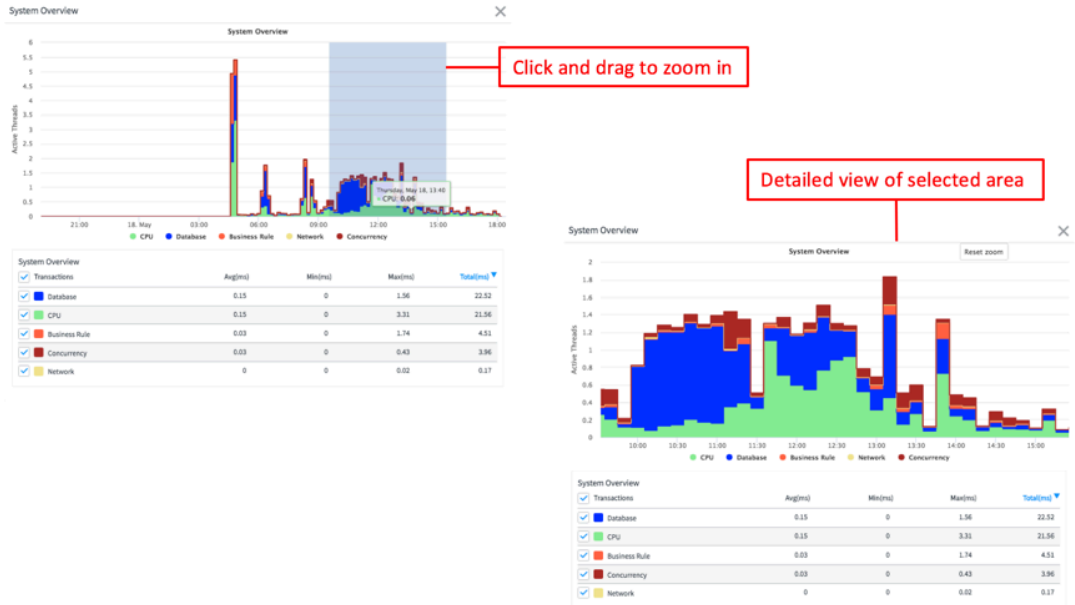 System Overview
System Overview
6
5.5
5
4.5
4
3.5
3
2.5
2
1.5
1
0.5
0
Active Threads
21:00 18. May 03:00 06:00 09:00 12:00 15:00 18:00
Thursday, May 18, 13:40
CPU: 0.06
CPU Database Business Rule Network Concurrency
Click and drag to zoom in
System Overview
Transactions Avg(ms) Min(ms) Max(ms) Total(ms)
Database 0.15 0 1.56 22.52
CPU 0.15 0 3.31 21.56
Business Rule 0.03 0 1.74 4.51
Concurrency 0.03 0 0.43 3.96
Network 0 0 0.02 0.17
Detailed view of selected area
System Overview
System Overview
Reset zoom
2
1.8
1.6
1.4
1.2
1
0.8
0.6
0.4
0.2
0
Active Threads
10:00 10:30 11:00 11:30 12:00 12:30 13:00 13:30 14:00 14:30 15:00
CPU Database Business Rule Network Concurrency
System Overview
Transactions Avg(ms) Min(ms) Max(ms) Total(ms)
Database 0.15 0 1.56 22.52
CPU 0.15 0 3.31 21.56
Business Rule 0.03 0 1.74 4.51
Concurrency 0.03 0 0.43 3.96
Network 0 0 0.02 0.17